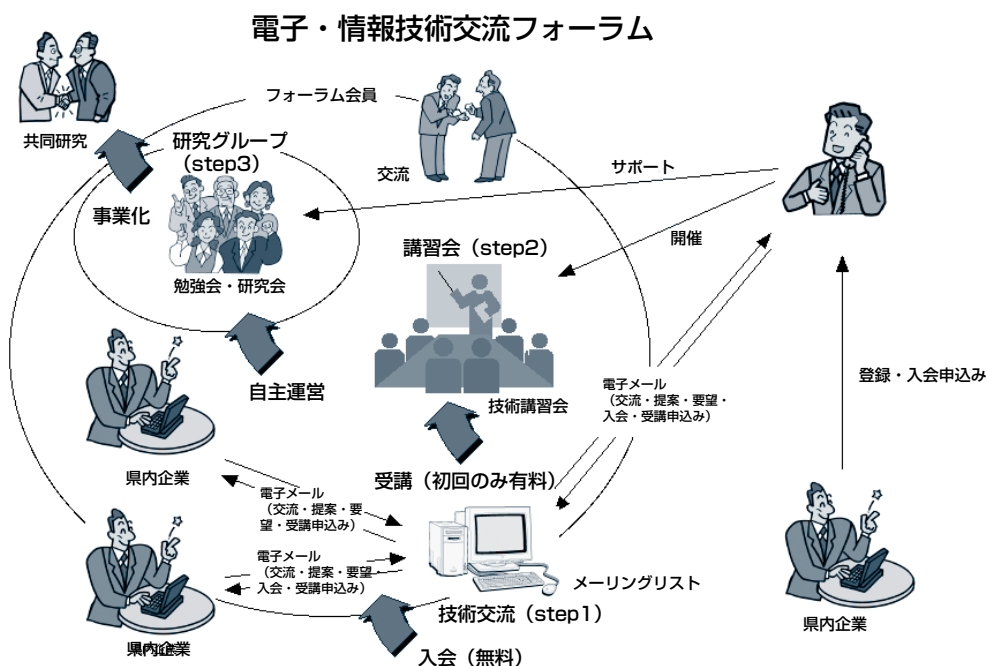 電子・情報技術交流フォーラム
共同研究
フォーラム会員
研究グループ
（step3）
交流
サポート
事業化
勉強会・研究会
講習会（step2）
開催
自主運営
技術講習会
電子メール
（交流・提案・要望・
入会・受講申込み）
登録・入会申込み
県内企業
受講（初回のみ有料）
電子メール
（交流・提案・要
望・受講申込み）
電子メール
（交流・提案・要望・
入会・受講申込み）
メーリングリスト
技術交流（step1）
県内企業
県内企業
入会（無料）